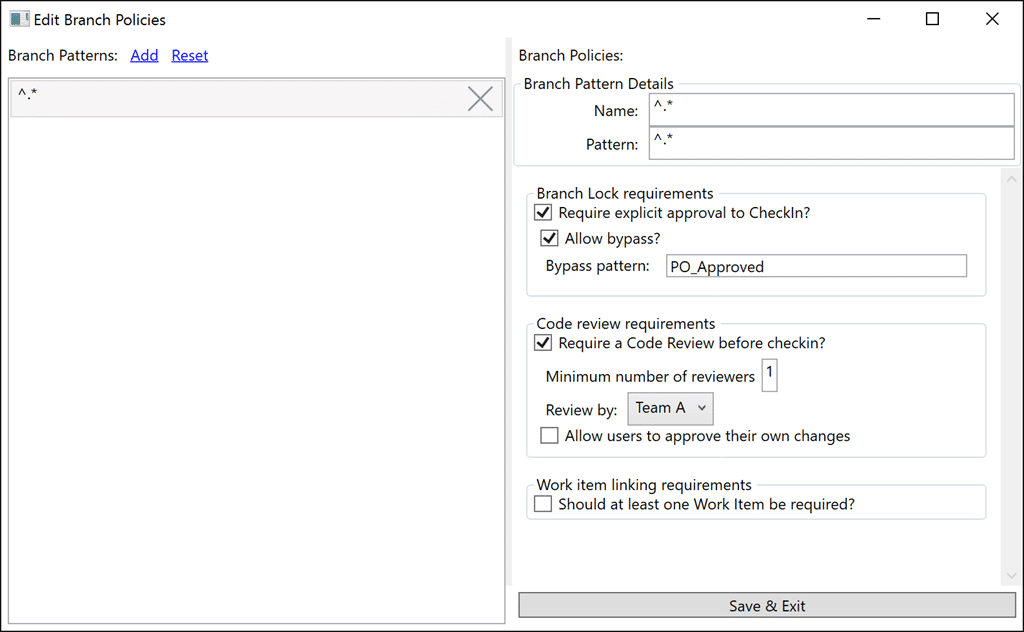 Edit Branch Policies
Branch Patterns: Add Reset
^.*
Branch Policies:
Branch Pattern Details
Name: ^.*
Pattern: ^.*
Branch Lock requirements
Require explicit approval to CheckIn?
Allow bypass?
Bypass pattern: PO_Approved
Code review requirements
Require a Code Review before checkin?
Minimum number of reviewers 1
Review by: Team A
Allow users to approve their own changes
Work item linking requirements
Should at least one Work Item be required?
Save & Exit